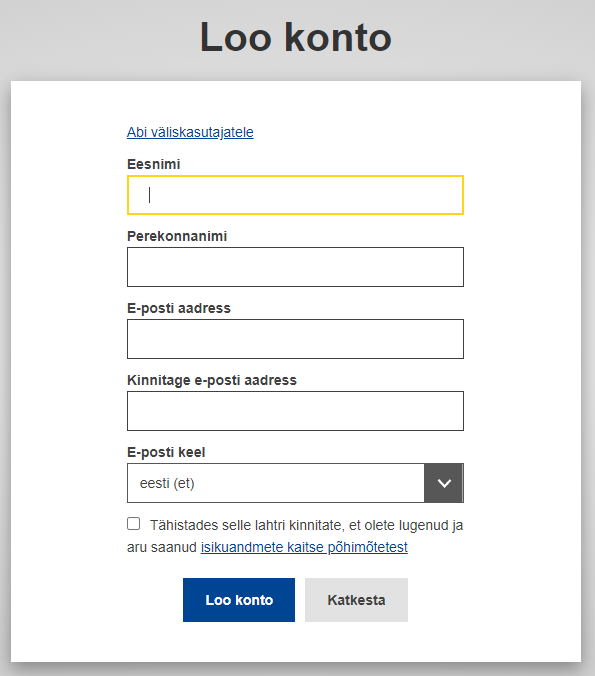 Loo konto
Abi väliskasutajatele
Eesnimi
Perekonnanimi
E-posti aadress
Kinnitage e-posti aadress
E-posti keel
eesti (et)
Tähistades selle lahtri kinnitate, et olete lugenud ja
aru saanud isikuandmete kaitse põhimõtetest
Loo konto
Katkesta